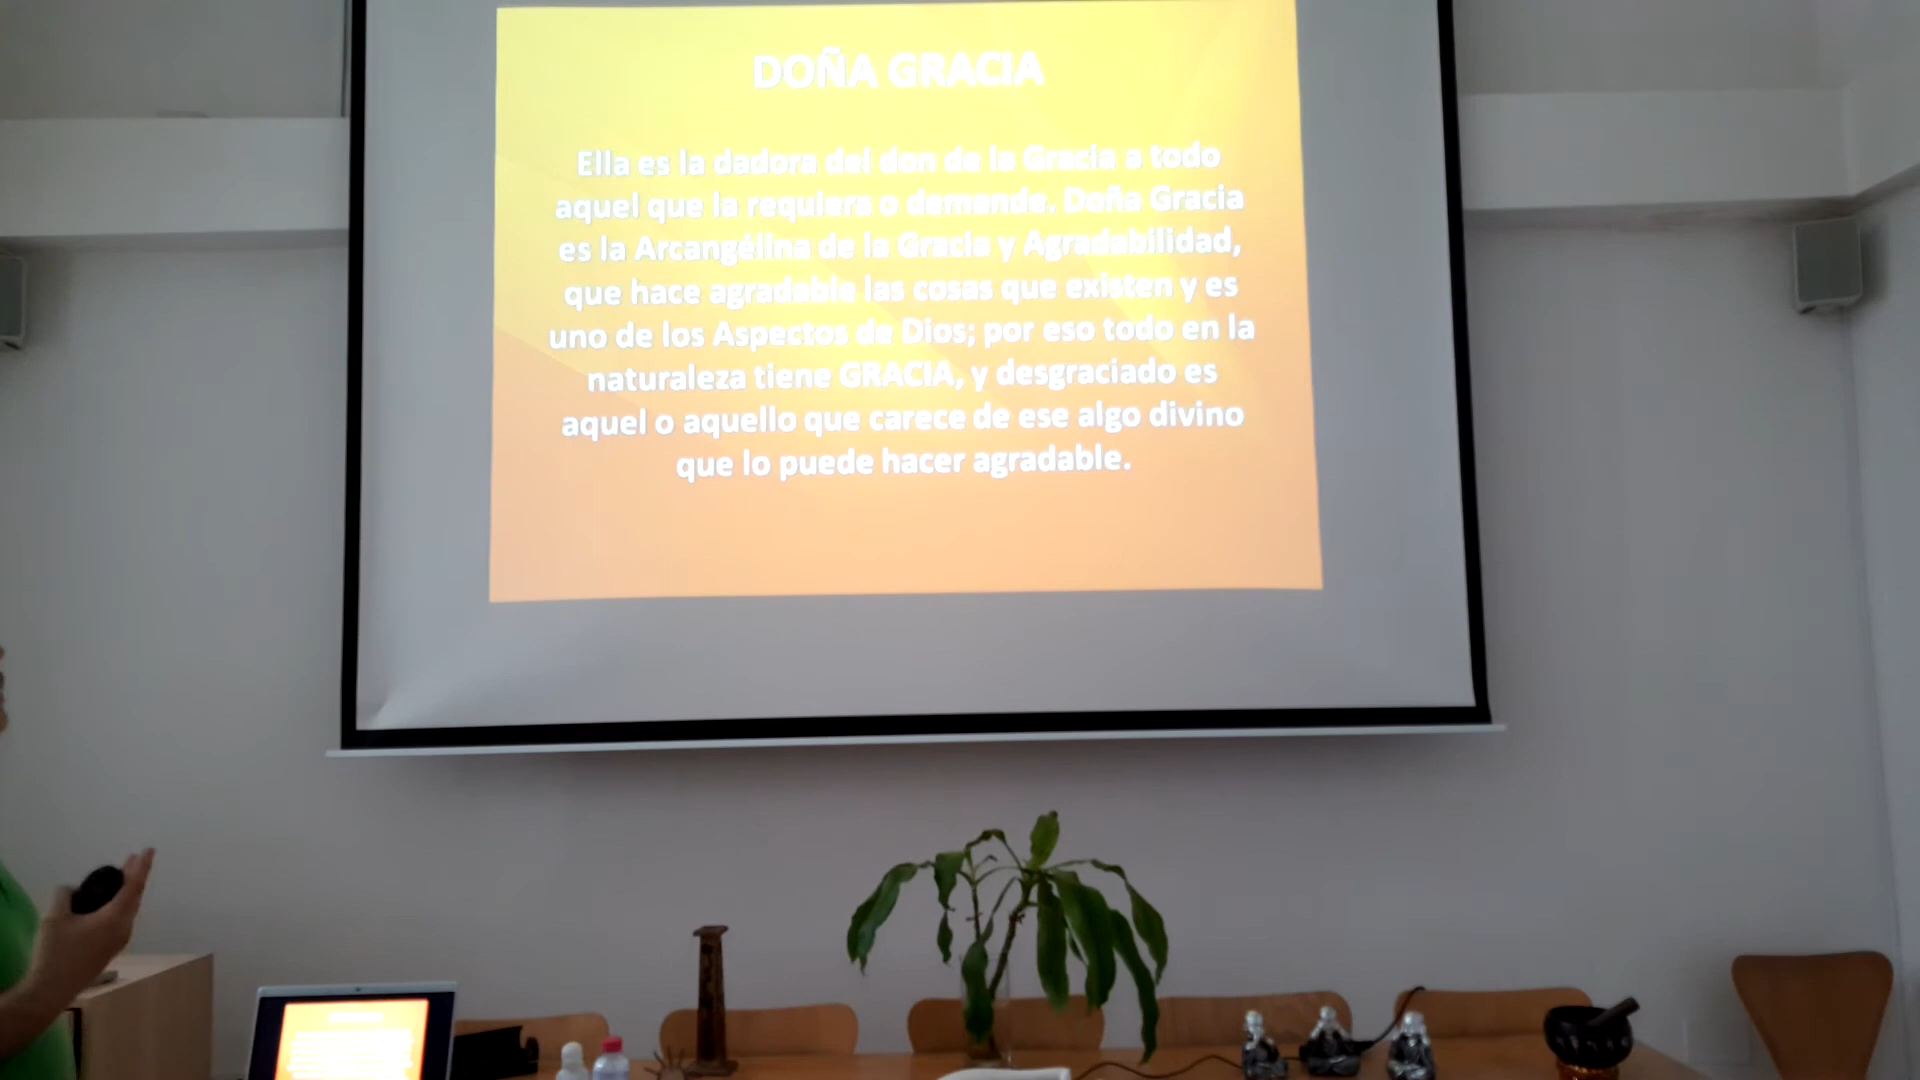 DOÑA GRACIA
Ella es la dadora del don de la Gracia a todo
aquel que la requiera o demande. Doña Gracia
es la Arcangélina de la Gracia y Agradabilidad,
que hace agradable las cosas que existen y es
uno de los Aspectos de Dios; por eso todo en la
naturaleza tiene GRACIA, y desgraciado es
aquel o aquello que carece de ese algo divino
que lo puede hacer agradable.